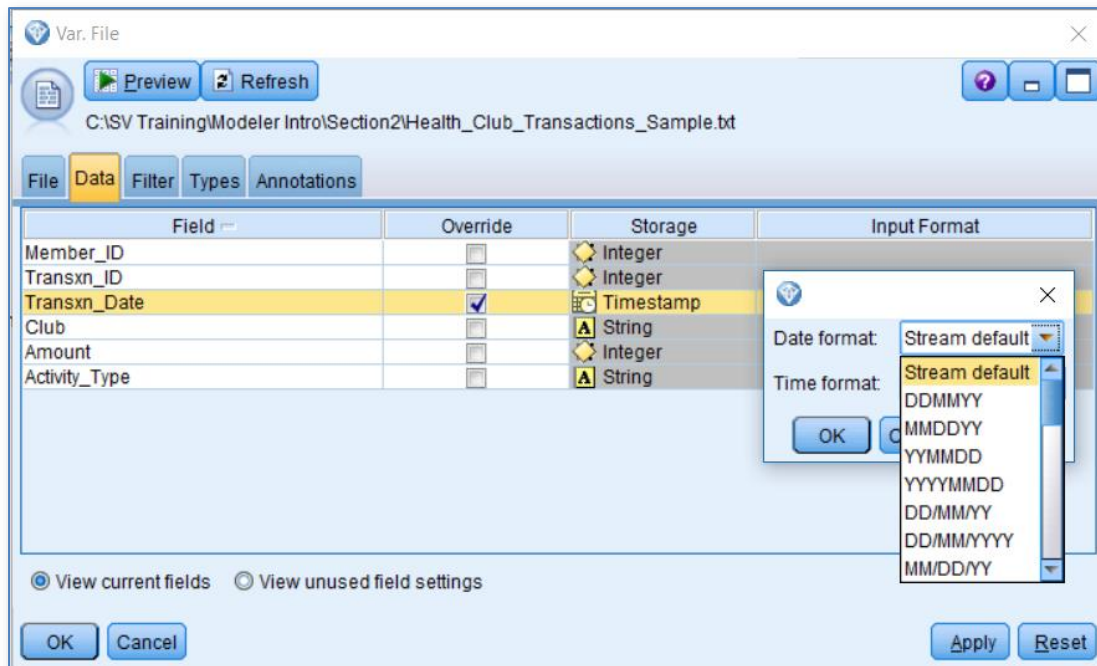 Var. File
Preview Refresh
C:\SV Training\Modeler Intro\Section2\Health_Club_Transactions_Sample.txt
File Data Filter Types Annotations
Field Override Storage Input Format
Member_ID Integer
Transxn_ID Integer
Transxn_Date Timestamp
Club A String
Amount Integer
Activity_Type A String
Date format: Stream default
Time format:
OK C
Stream default
DDMMYY
MMDDYY
YYMMDD
YYYYMMDD
DD/MM/YY
DD/MM/YYYY
MM/DD/YY
View current fields View unused field settings
OK Cancel Apply Reset